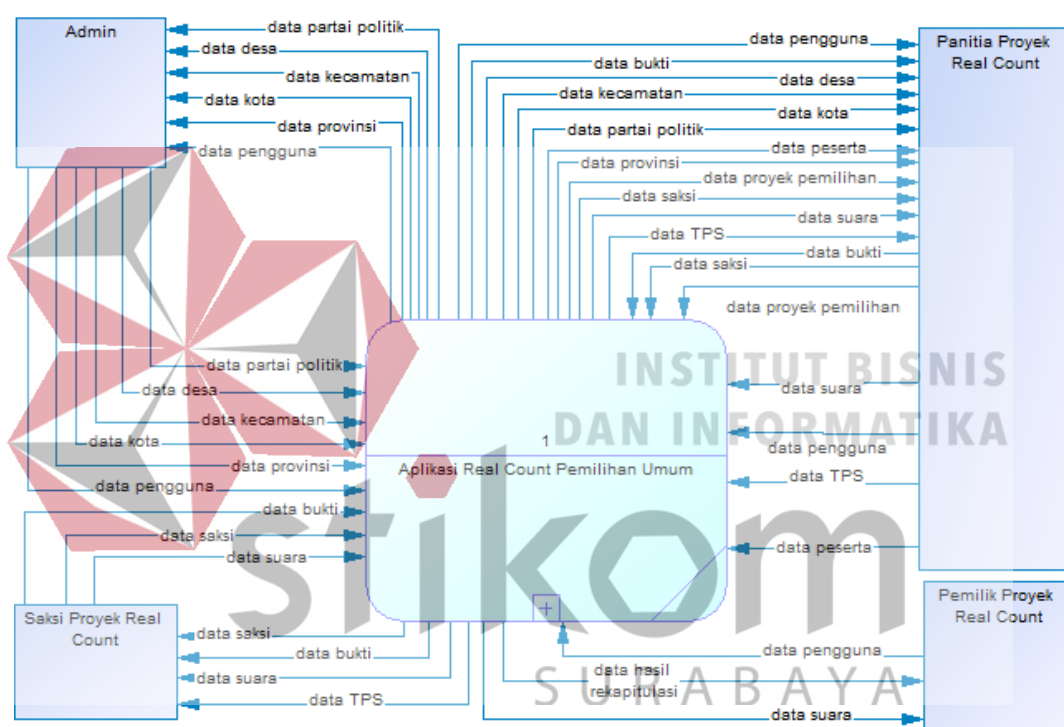 Admin
data partai politik
data desa
data kecamatan
data kota
data provinsi
data pengguna
data pengguna
data bukti
data desa
data kecamatan
data kota
data partai politik
data peserta
data provinsi
data proyek pemilihan
data saksi
data suara
data TPS
data bukti
data saksi
data proyek pemilihan
Panitia Proyek
Real Count
data partai politik
data desa
data kecamatan
data kota
data provinsi
data pengguna
data bukti
data saksi
data suara
1
Aplikasi Real Count Pemilihan Umum
INSTITUT BISNIS
DAN INFORMATIKA
stikom
SURABAYA
data suara
data pengguna
data TPS
data peserta
Saksi Proyek Real
Count
data saksi
data bukti
data suara
data TPS
Pemilik Proyek
Real Count
data pengguna
data hasil
rekapitulasi
data suara